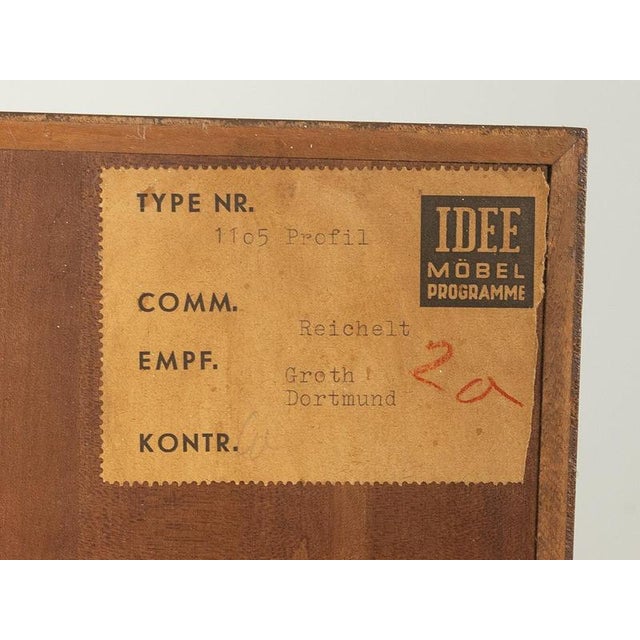 TYPE NR.
11o5 Profil
IDEE
MÖBEL
PROGRAMME
COMM.
Reichelt
EMPF.
Groth
Dortmund
2a
KONTR.